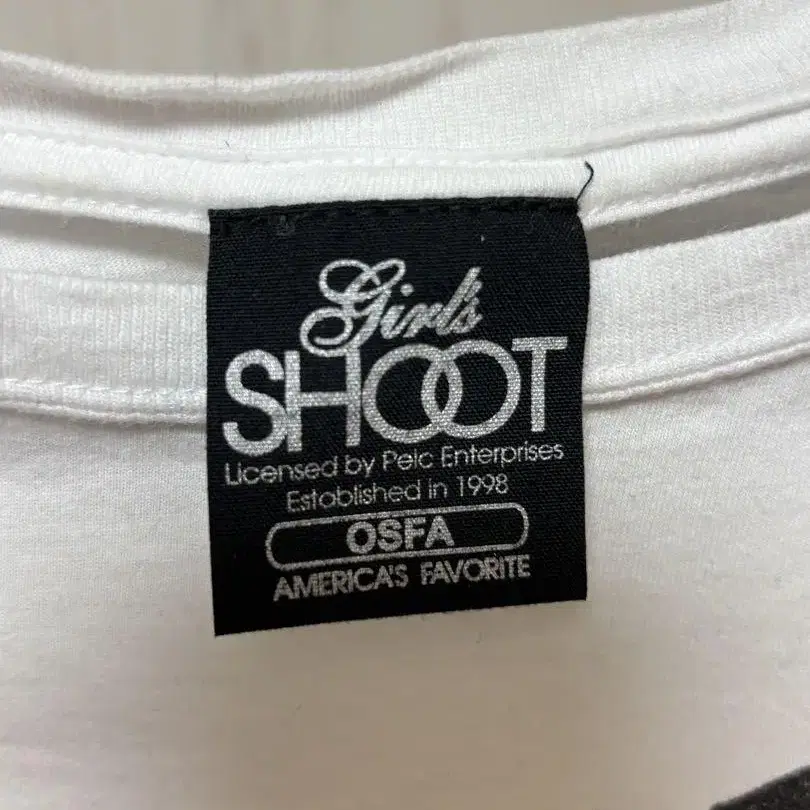 Girl's
SHOOT
Licensed by Pelc Enterprises
Established in 1998
OSFA
AMERICA'S FAVORITE